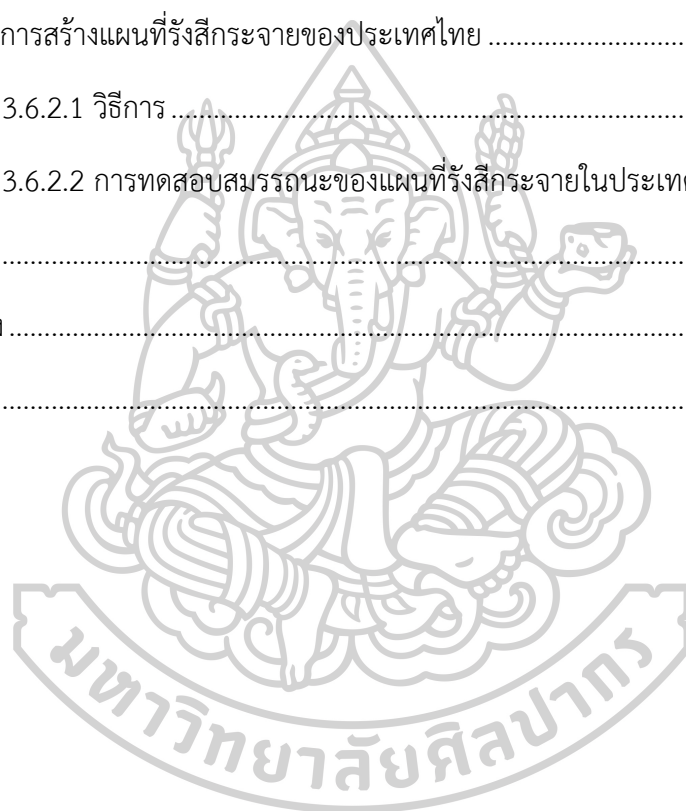 การสร้างแผนที่รังสีกระจายของประเทศไทย ................................
3.6.2.1 วิธีการ ................................................................................
3.6.2.2 การทดสอบสมรรถนะของแผนที่รังสีกระจายในประเทศ
................................................................................................
................................................................................................
................................................................................................
มหาวิทยาลัยศิลปากร